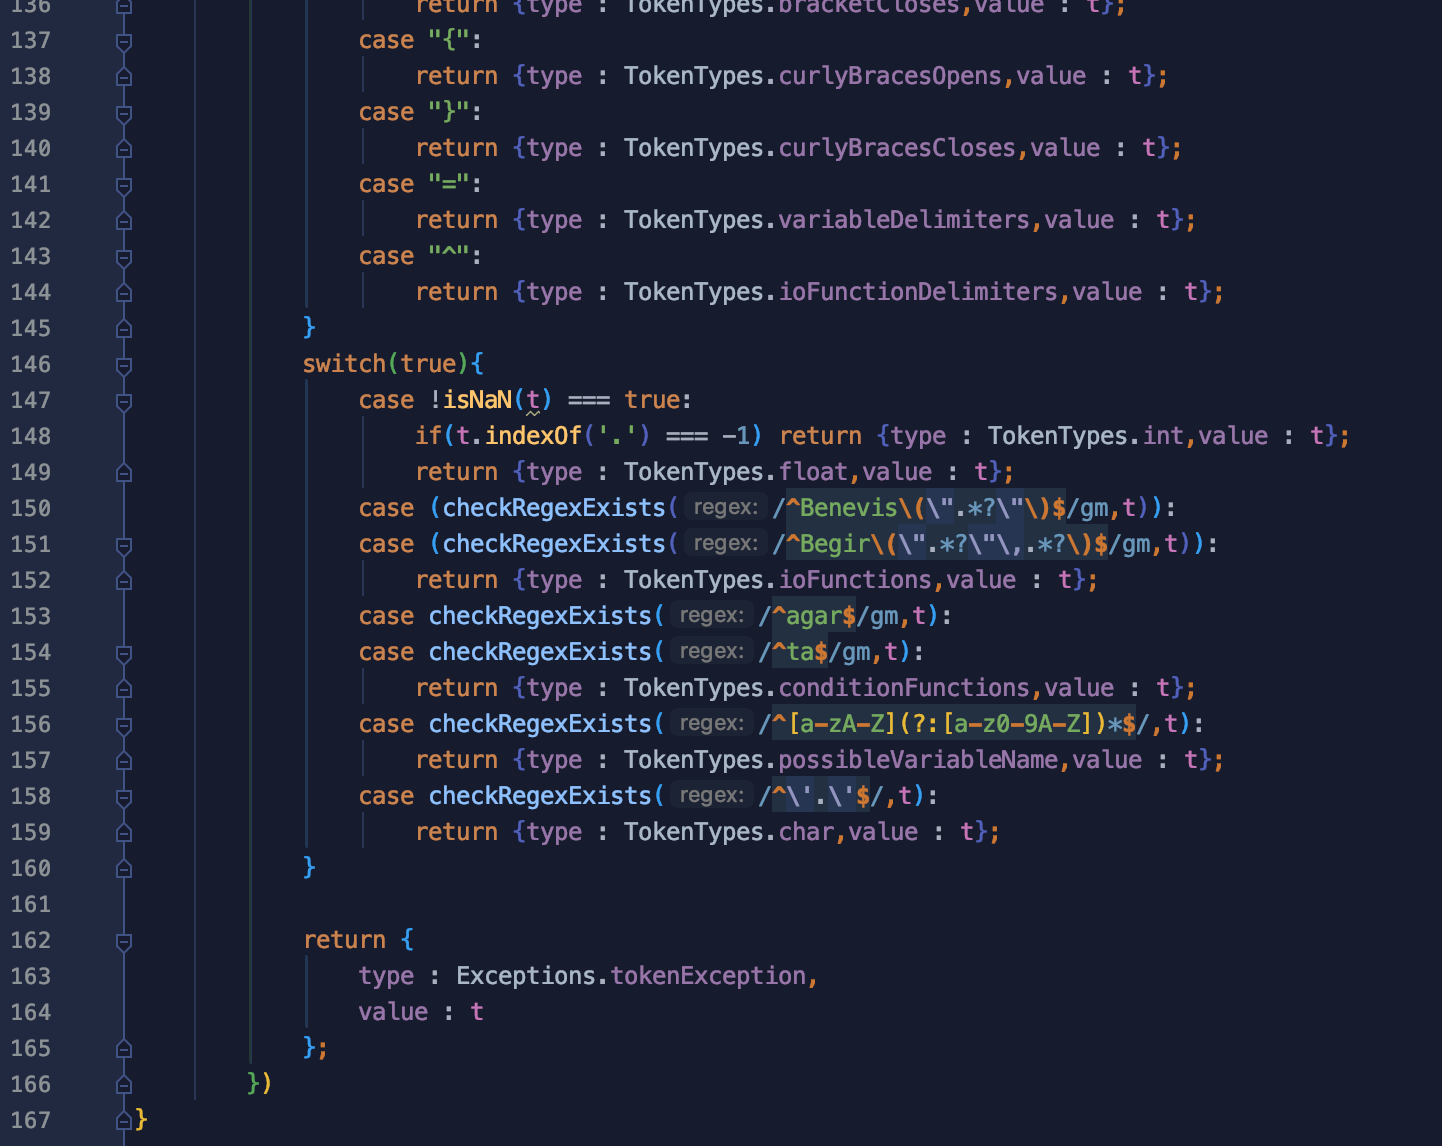 136 return {type : TokenTypes.bracketCloses,value : t};
137 case "{":
138 return {type : TokenTypes.curlyBracesOpens,value : t};
139 case "}":
140 return {type : TokenTypes.curlyBracesCloses,value : t};
141 case "=":
142 return {type : TokenTypes.variableDelimiters,value : t};
143 case "^":
144 return {type : TokenTypes.ioFunctionDelimiters,value : t};
145 }
146 switch(true){
147 case !isNaN(t) === true:
148 if(t.indexOf('.') === -1) return {type : TokenTypes.int,value : t};
149 return {type : TokenTypes.float,value : t};
150 case (checkRegexExists( regex: /^Benevis\(\".*?\"\)$/gm,t)):
151 case (checkRegexExists( regex: /^Begir\(\".*?\"\,.*?\)$/gm,t)):
152 return {type : TokenTypes.ioFunctions,value : t};
153 case checkRegexExists( regex: /^agar$/gm,t):
154 case checkRegexExists( regex: /^ta$/gm,t):
155 return {type : TokenTypes.conditionFunctions,value : t};
156 case checkRegexExists( regex: /^[a-zA-Z](?:[a-z0-9A-Z])*$/,t):
157 return {type : TokenTypes.possibleVariableName,value : t};
158 case checkRegexExists( regex: /^\'.\'$/,t):
159 return {type : TokenTypes.char,value : t};
160 }
161
162 return {
163 type : Exceptions.tokenException,
164 value : t
165 };
166 })
167 }